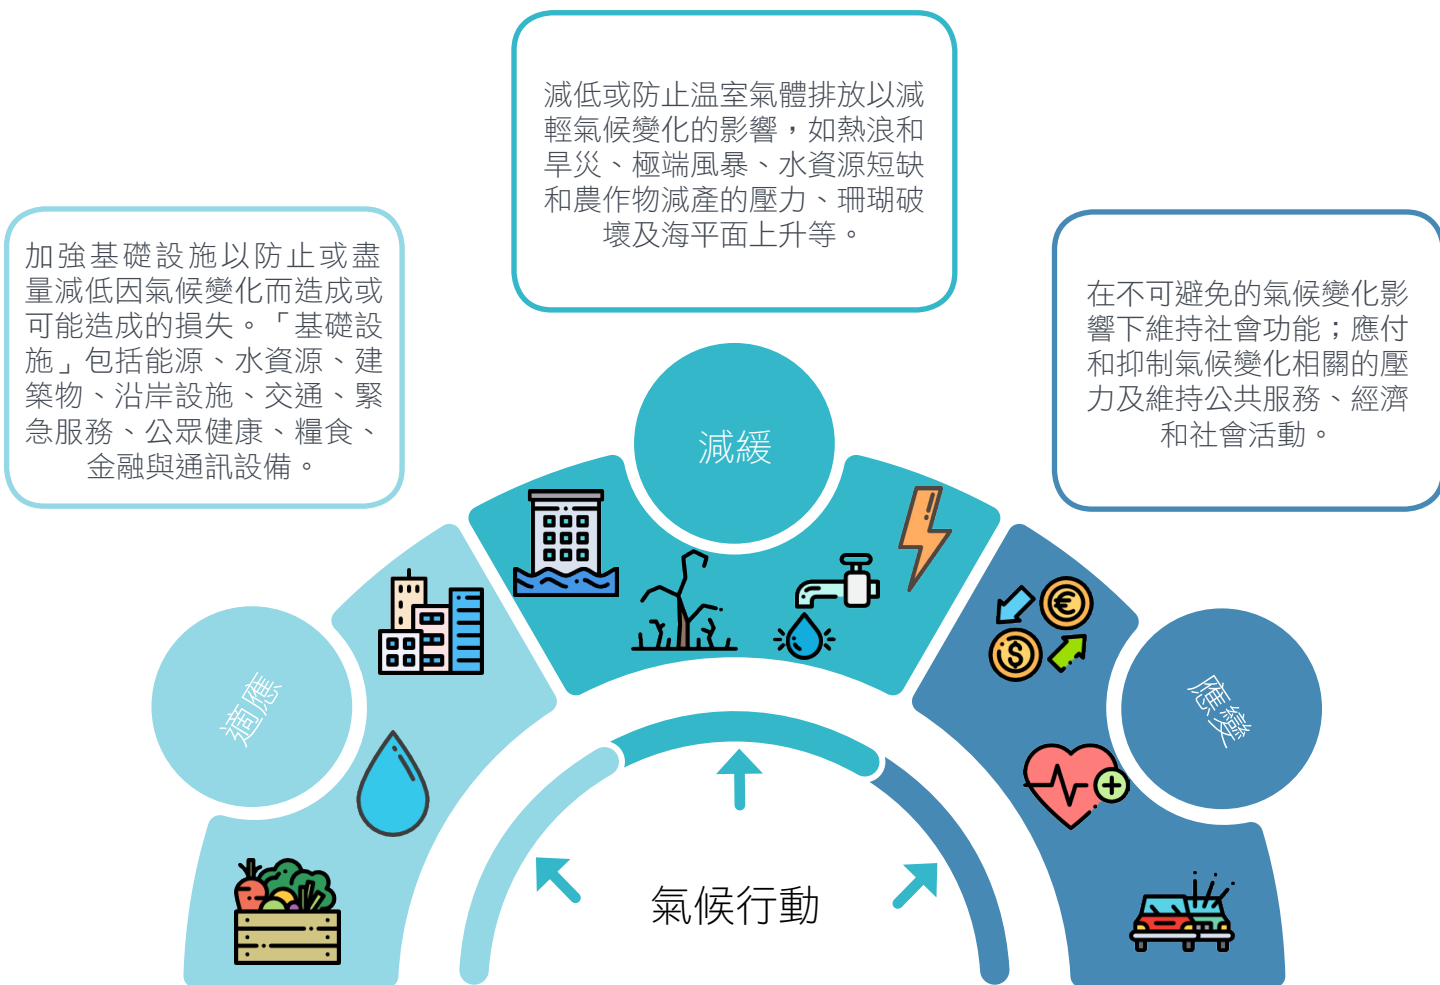 減低或防止温室氣體排放以減
輕氣候變化的影響，如熱浪和
旱災、極端風暴、水資源短缺
和農作物減產的壓力、珊瑚破
壞及海平面上升等。
加強基礎設施以防止或盡
量減低因氣候變化而造成或
可能造成的損失。「基礎設
施」包括能源、水資源、建
築物、沿岸設施、交通、緊
急服務、公眾健康、糧食、
金融與通訊設備。
在不可避免的氣候變化影
響下維持社會功能；應付
和抑制氣候變化相關的壓
力及維持公共服務、經濟
和社會活動。
減緩
適應
應變
氣候行動